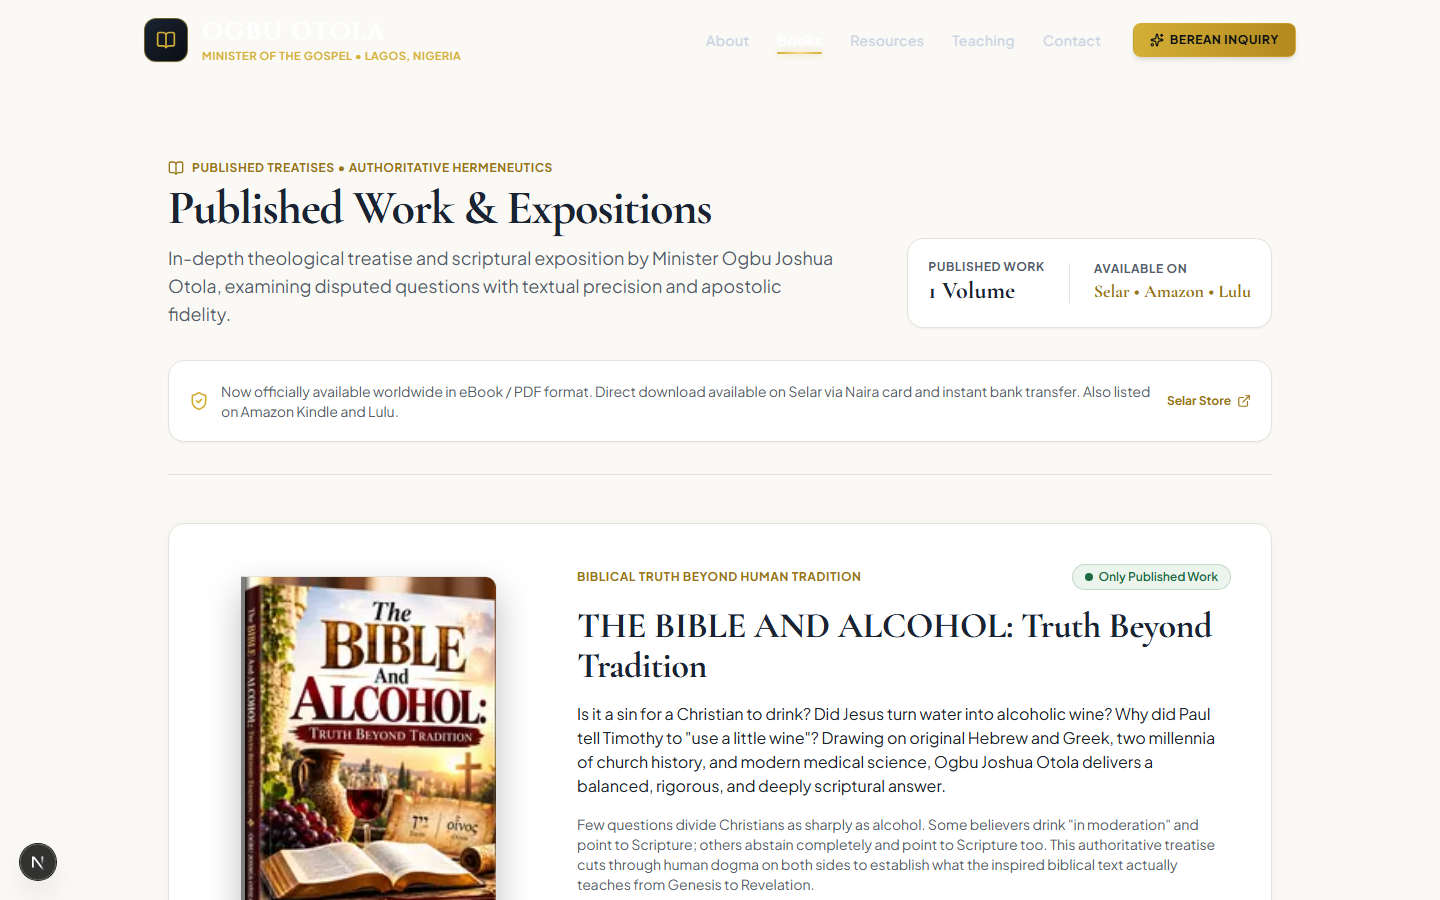 OGBU OTOLA
MINISTER OF THE GOSPEL • LAGOS, NIGERIA
About
Books
Resources
Teaching
Contact
BEREAN INQUIRY
PUBLISHED TREATISES • AUTHORITATIVE HERMENEUTICS
Published Work & Expositions
In-depth theological treatise and scriptural exposition by Minister Ogbu Joshua
Otola, examining disputed questions with textual precision and apostolic
fidelity.
PUBLISHED WORK
1 Volume
AVAILABLE ON
Selar • Amazon • Lulu
Now officially available worldwide in eBook / PDF format. Direct download available on Selar via Naira card and instant bank transfer. Also listed
on Amazon Kindle and Lulu.
Selar Store
The
BIBLE
And
ALCOHOL:
TRUTH BEYOND TRADITION
The BIBLE And ALCOHOL:
יין
οἶνος
BIBLICAL TRUTH BEYOND HUMAN TRADITION
Only Published Work
THE BIBLE AND ALCOHOL: Truth Beyond
Tradition
Is it a sin for a Christian to drink? Did Jesus turn water into alcoholic wine? Why did Paul
tell Timothy to "use a little wine"? Drawing on original Hebrew and Greek, two millennia
of church history, and modern medical science, Ogbu Joshua Otola delivers a
balanced, rigorous, and deeply scriptural answer.
Few questions divide Christians as sharply as alcohol. Some believers drink "in moderation" and
point to Scripture; others abstain completely and point to Scripture too. This authoritative treatise
cuts through human dogma on both sides to establish what the inspired biblical text actually
teaches from Genesis to Revelation.
N